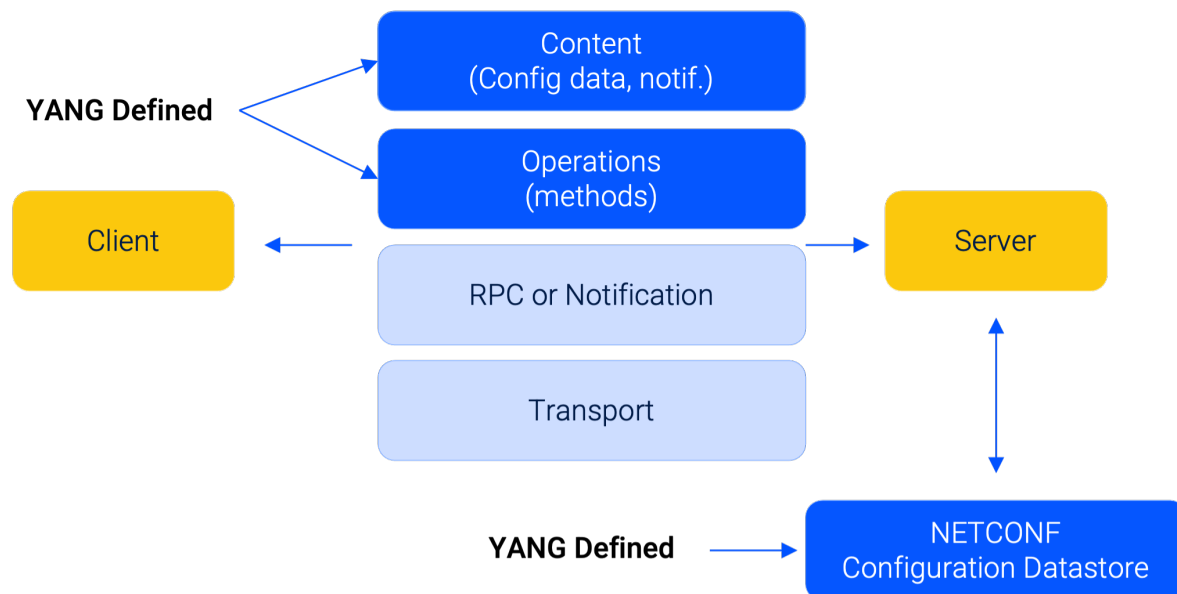 Content
(Config data, notif.)
YANG Defined
Operations
(methods)
Client
Server
RPC or Notification
Transport
YANG Defined
NETCONF
Configuration Datastore